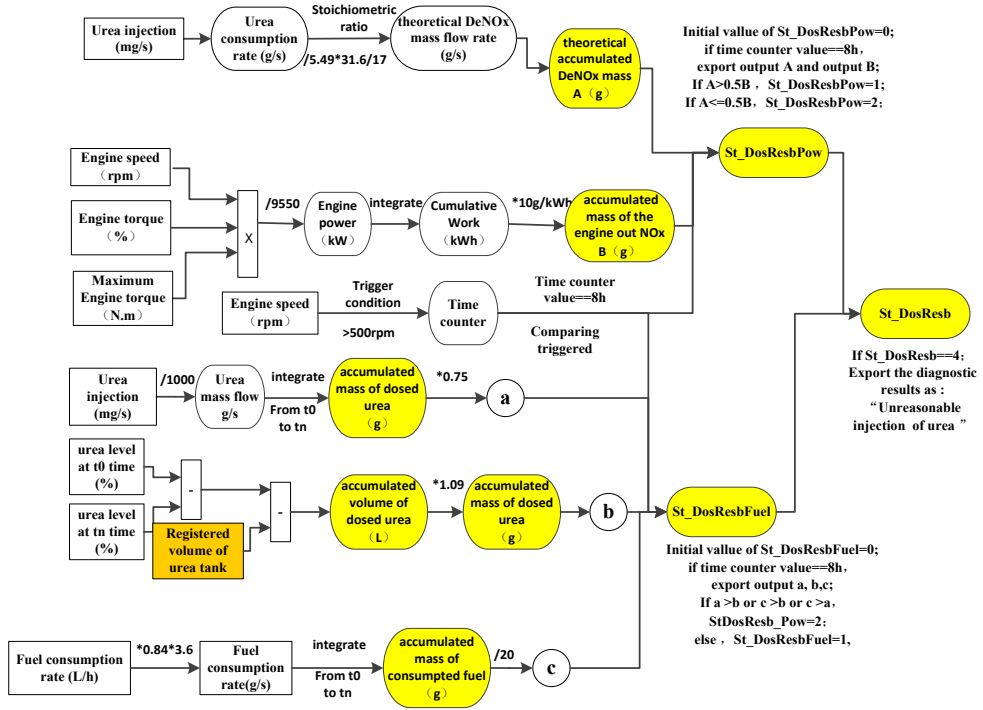 Urea injection
(mg/s)
Urea
consumption
rate (g/s)
Stoichiometric
ratio
/5.49*31.6/17
theoretical DeNOx
mass flow rate
(g/s)
theoretical
accumulated
DeNOx mass
A（g）
Initial vallue of St_DosResbPow=0;
if time counter value==8h，
export output A and output B;
If A>0.5B， St_DosResbPow=1;
If A<=0.5B, St_DosResbPow=2；
St_DosResbPow
Engine speed
（rpm）
Engine torque
（%）
Maximum
Engine torque
（N.m）
X
/9550
Engine
power
（kW）
integrate
Cumulative
Work
（kWh）
*10g/kWh
accumulated
mass of the
engine out NOx
B（g）
Engine speed
（rpm）
Trigger
condition
>500rpm
Time
counter
Time counter
value==8h
Comparing
triggered
St_DosResb
If St_DosResb==4；
Export the diagnostic
results as :
“Unreasonable
injection of urea ”
Urea
injection
(mg/s)
/1000
Urea
mass flow
g/s
integrate
From t0
to tn
accumulated
mass of dosed
urea
（g）
*0.75
a
urea level
at t0 time
(%)
urea level
at tn time
(%)
-
Registered
volume of
urea tank
-
accumulated
volume of
dosed urea
（L）
*1.09
accumulated
mass of dosed
urea
（g）
b
St_DosResbFuel
Initial vallue of St_DosResbFuel=0;
if time counter value==8h，
export output a, b,c;
If a >b or c >b or c >a，
StDosResb_Pow=2；
else， St_DosResbFuel=1,
Fuel consumption
rate (L/h)
*0.84*3.6
Fuel
consumption
rate(g/s)
integrate
From t0
to tn
accumulated
mass of
consumpted fuel
（g）
/20
c